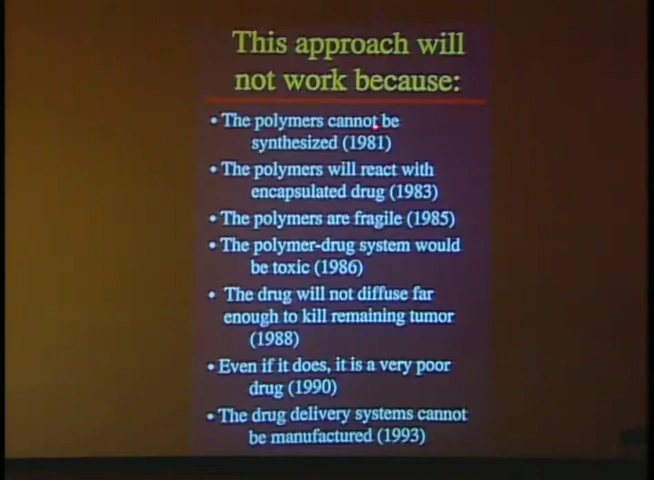 This approach will
not work because:
• The polymers cannot be
synthesized (1981)
• The polymers will react with
encapsulated drug (1983)
• The polymers are fragile (1985)
• The polymer-drug system would
be toxic (1986)
• The drug will not diffuse far
enough to kill remaining tumor
(1988)
• Even if it does, it is a very poor
drug (1990)
• The drug delivery systems cannot
be manufactured (1993)